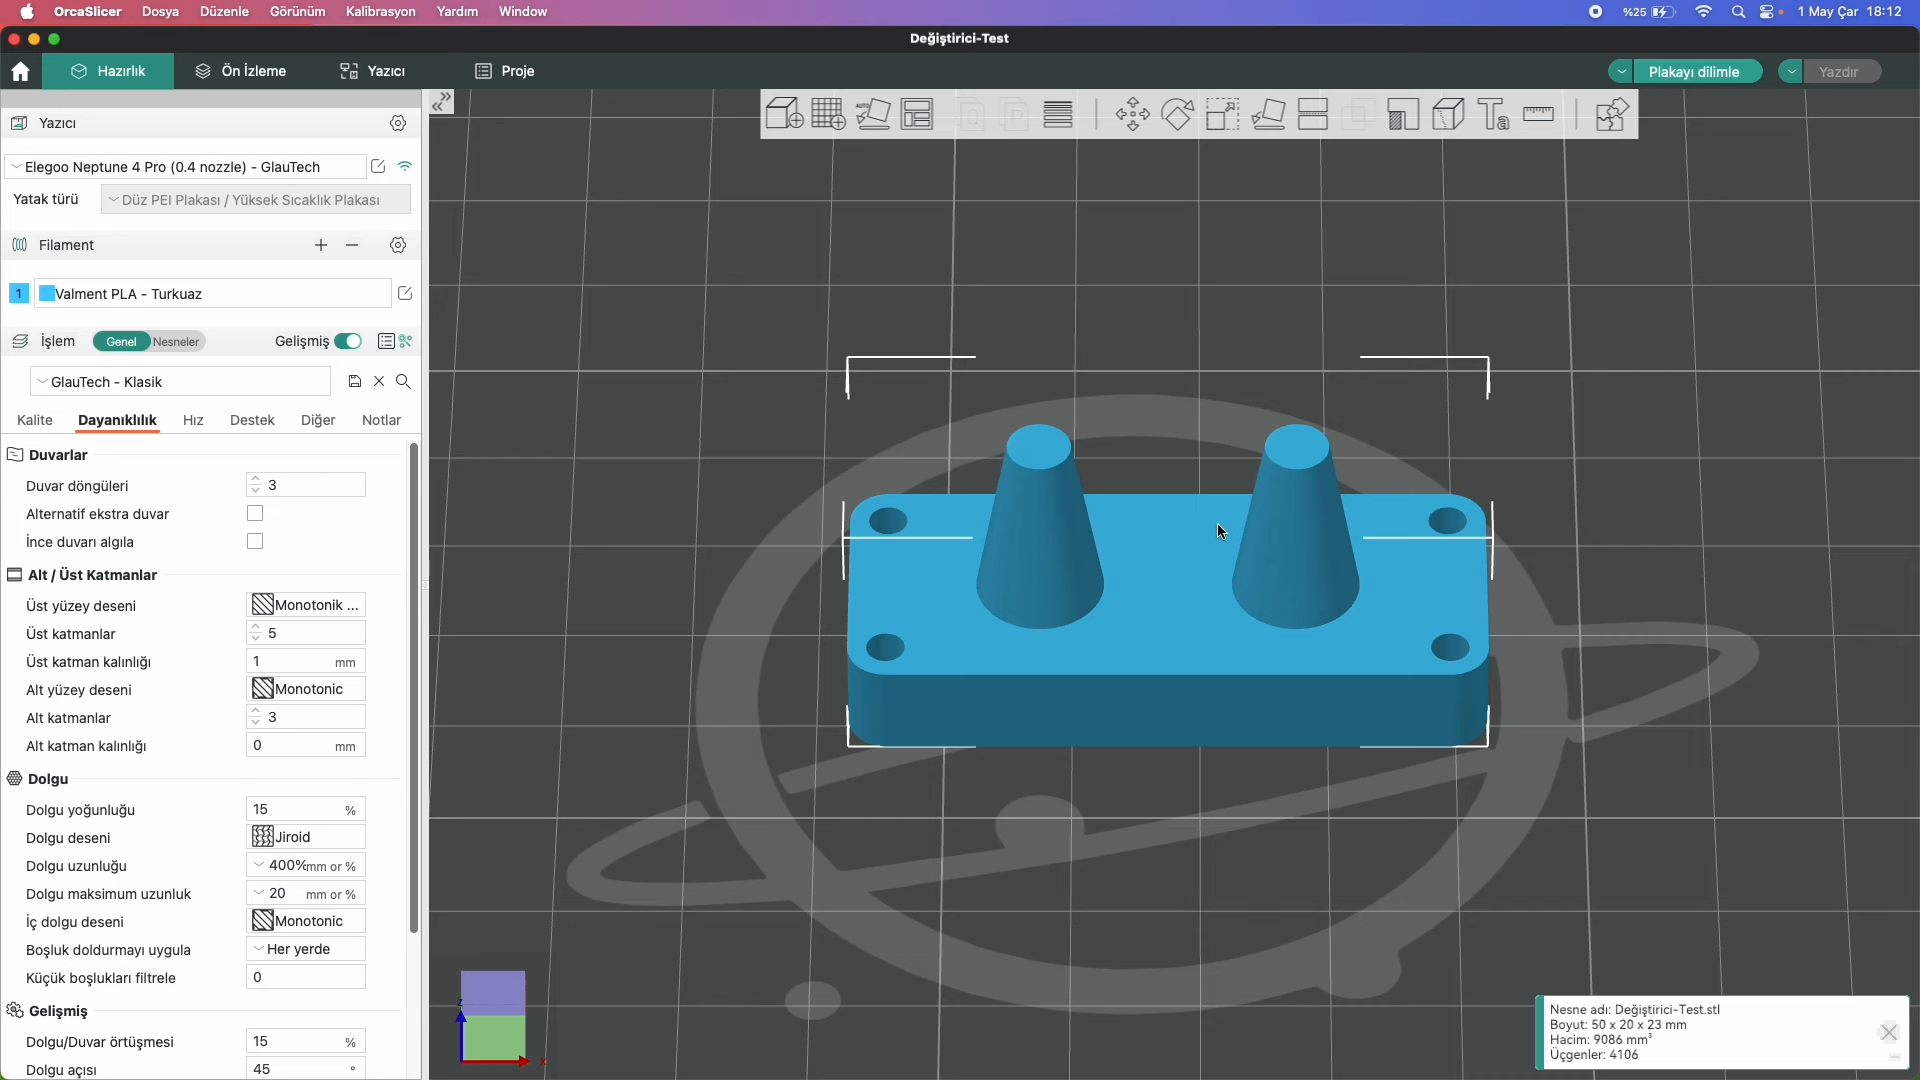 OrcaSlicer Dosya Düzenle Görünüm Kalibrasyon Yardım Window %25 1 May Çar 18:12
Değiştirici-Test
Hazırlık Ön İzleme Yazıcı Proje Plakayı dilimle Yazdır
Yazıcı
Elegoo Neptune 4 Pro (0.4 nozzle) - GlauTech
Yatak türü Düz PEI Plakası / Yüksek Sıcaklık Plakası
Filament
1 Valment PLA - Turkuaz
İşlem Genel Nesneler Gelişmiş
GlauTech - Klasik
Kalite Dayanıklılık Hız Destek Diğer Notlar
Duvarlar
Duvar döngüleri 3
Alternatif ekstra duvar
İnce duvarı algıla
Alt / Üst Katmanlar
Üst yüzey deseni Monotonik ...
Üst katmanlar 5
Üst katman kalınlığı 1 mm
Alt yüzey deseni Monotonic
Alt katmanlar 3
Alt katman kalınlığı 0 mm
Dolgu
Dolgu yoğunluğu 15 %
Dolgu deseni Jiroid
Dolgu uzunluğu 400% mm or %
Dolgu maksimum uzunluk 20 mm or %
İç dolgu deseni Monotonic
Boşluk doldurmayı uygula Her yerde
Küçük boşlukları filtrele 0
Gelişmiş
Dolgu/Duvar örtüşmesi 15 %
Dolgu açısı 45 °
AUTO
z
x
Nesne adı: Değiştirici-Test.stl
Boyut: 50 x 20 x 23 mm
Hacim: 9086 mm³
Üçgenler: 4106